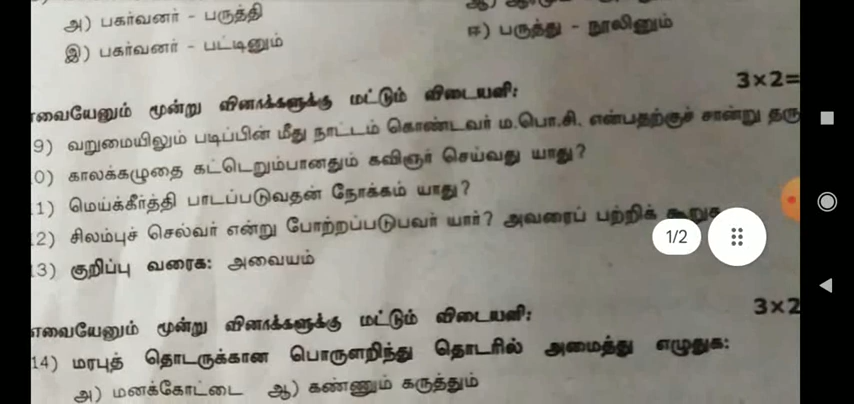 அ) பகர்வனர் - பருத்தி
இ) பகர்வனர் - பட்டினும்
ஈ) பருத்து - நூலினும்
எவையேனும் மூன்று வினாக்களுக்கு மட்டும் விடையளி: 3×2=
9) வறுமையிலும் படிப்பின் மீது நாட்டம் கொண்டவர் ம.பொ.சி. என்பதற்குச் சான்று தரு
0) காலக்கழுதை கட்டெறும்பானதும் கவிஞர் செய்வது யாது?
1) மெய்க்கீர்த்தி பாடப்படுவதன் நோக்கம் யாது?
2) சிலம்புச் செல்வர் என்று போற்றப்படுபவர் யார்? அவரைப் பற்றிக் கூறுக
1/2
13) குறிப்பு வரைக: அவையம்
எவையேனும் மூன்று வினாக்களுக்கு மட்டும் விடையளி: 3×2
14) மரபுத் தொடருக்கான பொருளறிந்து தொடரில் அமைத்து எழுதுக:
அ) மனக்கோட்டை ஆ) கண்ணும் கருத்தும்